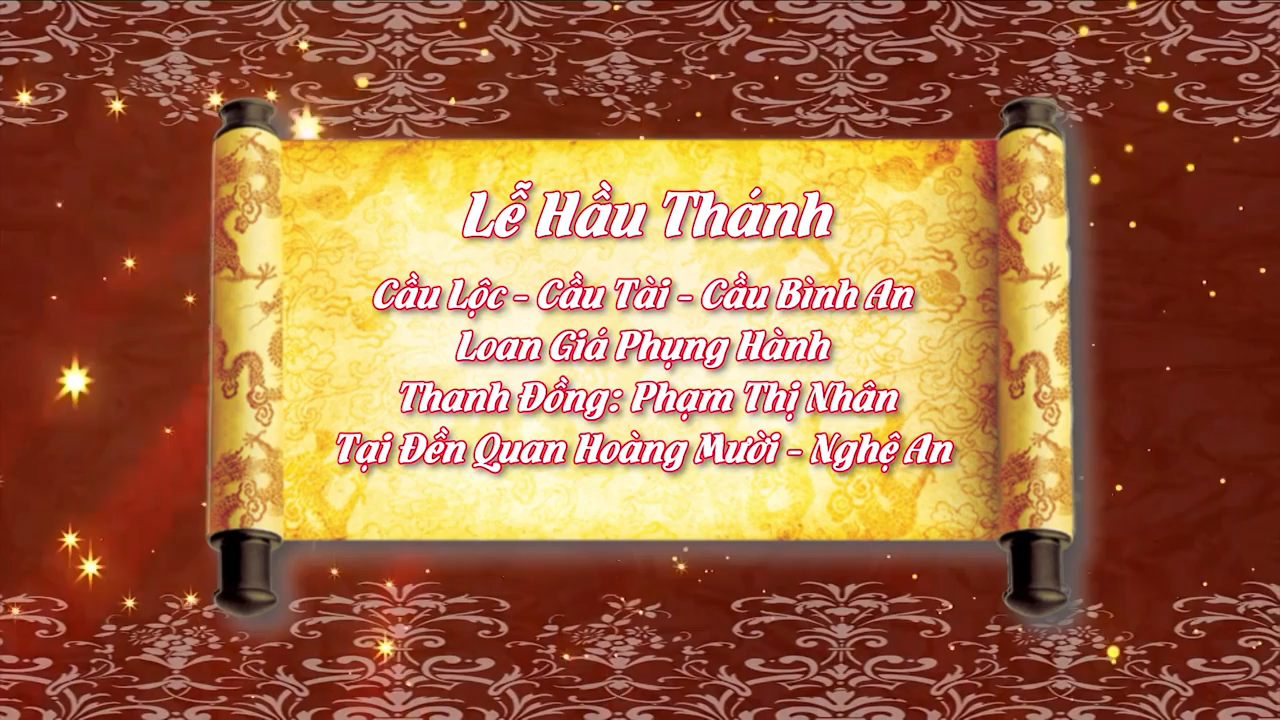 Lễ Hầu Thánh
Cầu Lộc - Cầu Tài - Cầu Bình An
Loan Giá Phụng Hành
Thanh Đồng: Phạm Thị Nhân
Tại Đền Quan Hoàng Mười - Nghệ An